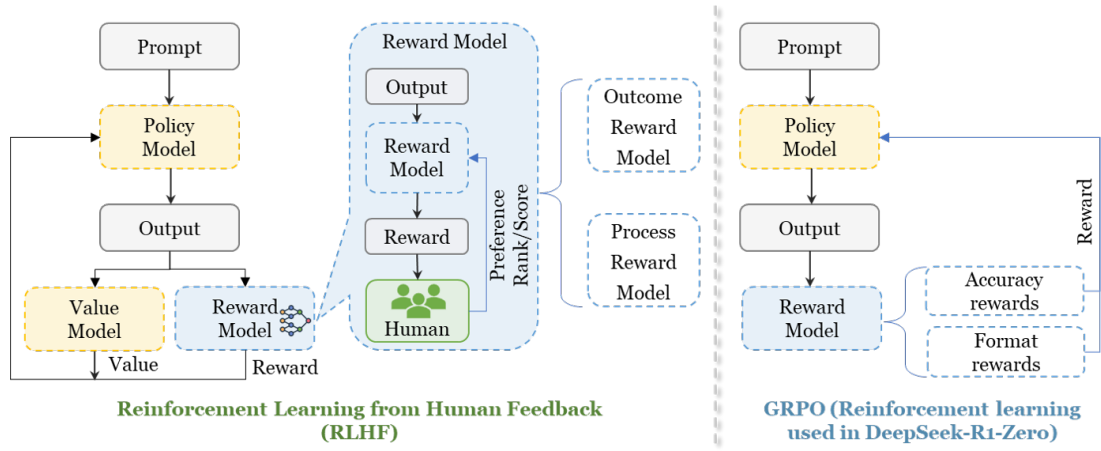 Prompt
Policy
Model
Output
Value
Model
Reward
Model
Value
Reward
Reward Model
Output
Reward
Model
Reward
Human
Preference
Rank/Score
Outcome
Reward
Model
Process
Reward
Model
Reinforcement Learning from Human Feedback
(RLHF)
Prompt
Policy
Model
Output
Reward
Model
Accuracy
rewards
Format
rewards
Reward
GRPO (Reinforcement learning
used in DeepSeek-R1-Zero)